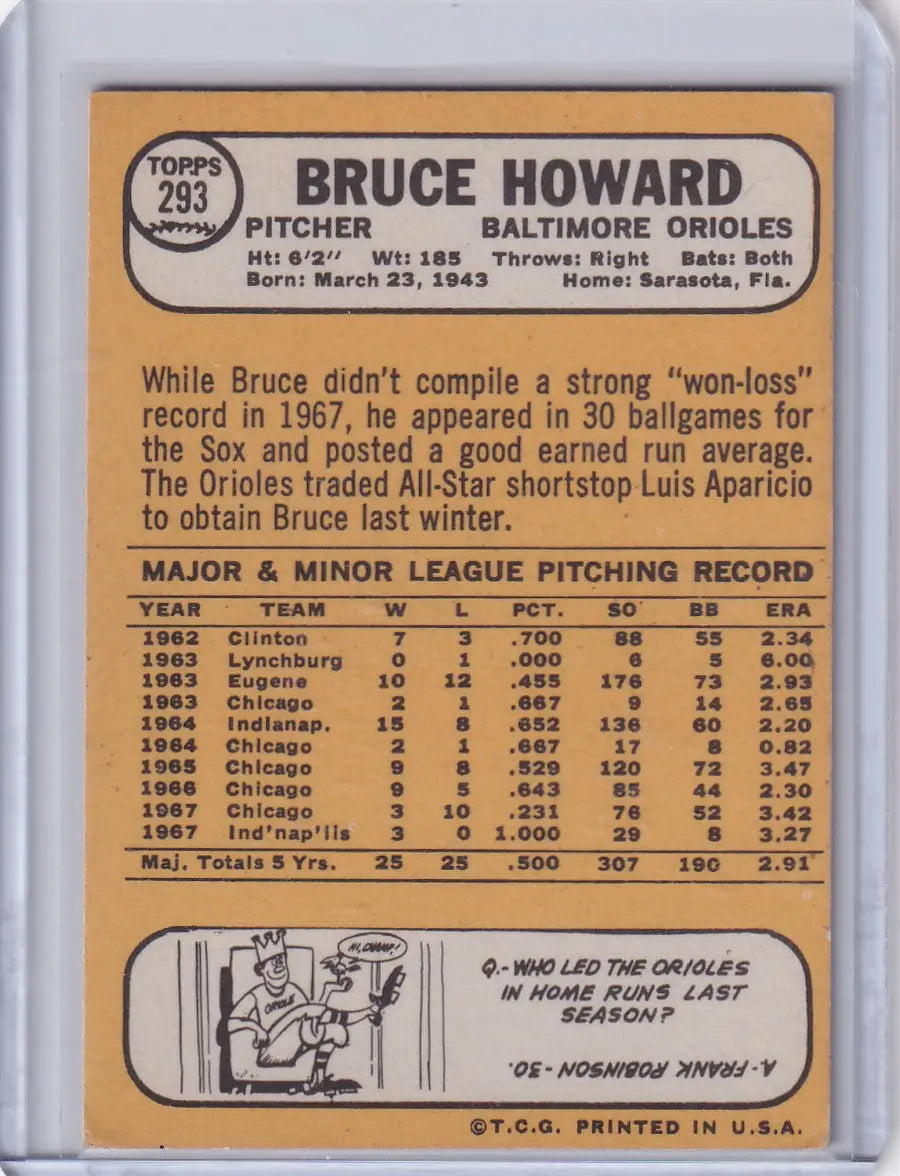 TOPPS
293
BRUCE HOWARD
PITCHER BALTIMORE ORIOLES
Ht: 6'2" Wt: 185 Throws: Right Bats: Both
Born: March 23, 1943 Home: Sarasota, Fla.
While Bruce didn't compile a strong "won-loss"
record in 1967, he appeared in 30 ballgames for
the Sox and posted a good earned run average.
The Orioles traded All-Star shortstop Luis Aparicio
to obtain Bruce last winter.
MAJOR & MINOR LEAGUE PITCHING RECORD
YEAR TEAM W L PCT. SO BB ERA
1962 Clinton 7 3 .700 88 55 2.34
1963 Lynchburg 0 1 .000 6 5 6.00
1963 Eugene 10 12 .455 176 73 2.93
1963 Chicago 2 1 .667 9 14 2.65
1964 Indianap. 15 8 .652 136 60 2.20
1964 Chicago 2 1 .667 17 8 0.82
1965 Chicago 9 8 .529 120 72 3.47
1966 Chicago 9 5 .643 85 44 2.30
1967 Chicago 3 10 .231 76 52 3.42
1967 Ind'nap'lis 3 0 1.000 29 8 3.27
Maj. Totals 5 Yrs. 25 25 .500 307 190 2.91
HI, CHAMP!
ORIOLE
Q.-WHO LED THE ORIOLES
IN HOME RUNS LAST
SEASON?
A-FRANK ROBINSON-30.
©T.C.G. PRINTED IN U.S.A.